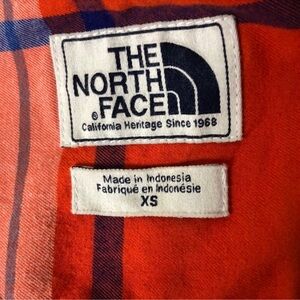 THE
NORTH
FACE
®
California Heritage Since 1968
Made in Indonesia
Fabriqué en Indonésie
XS